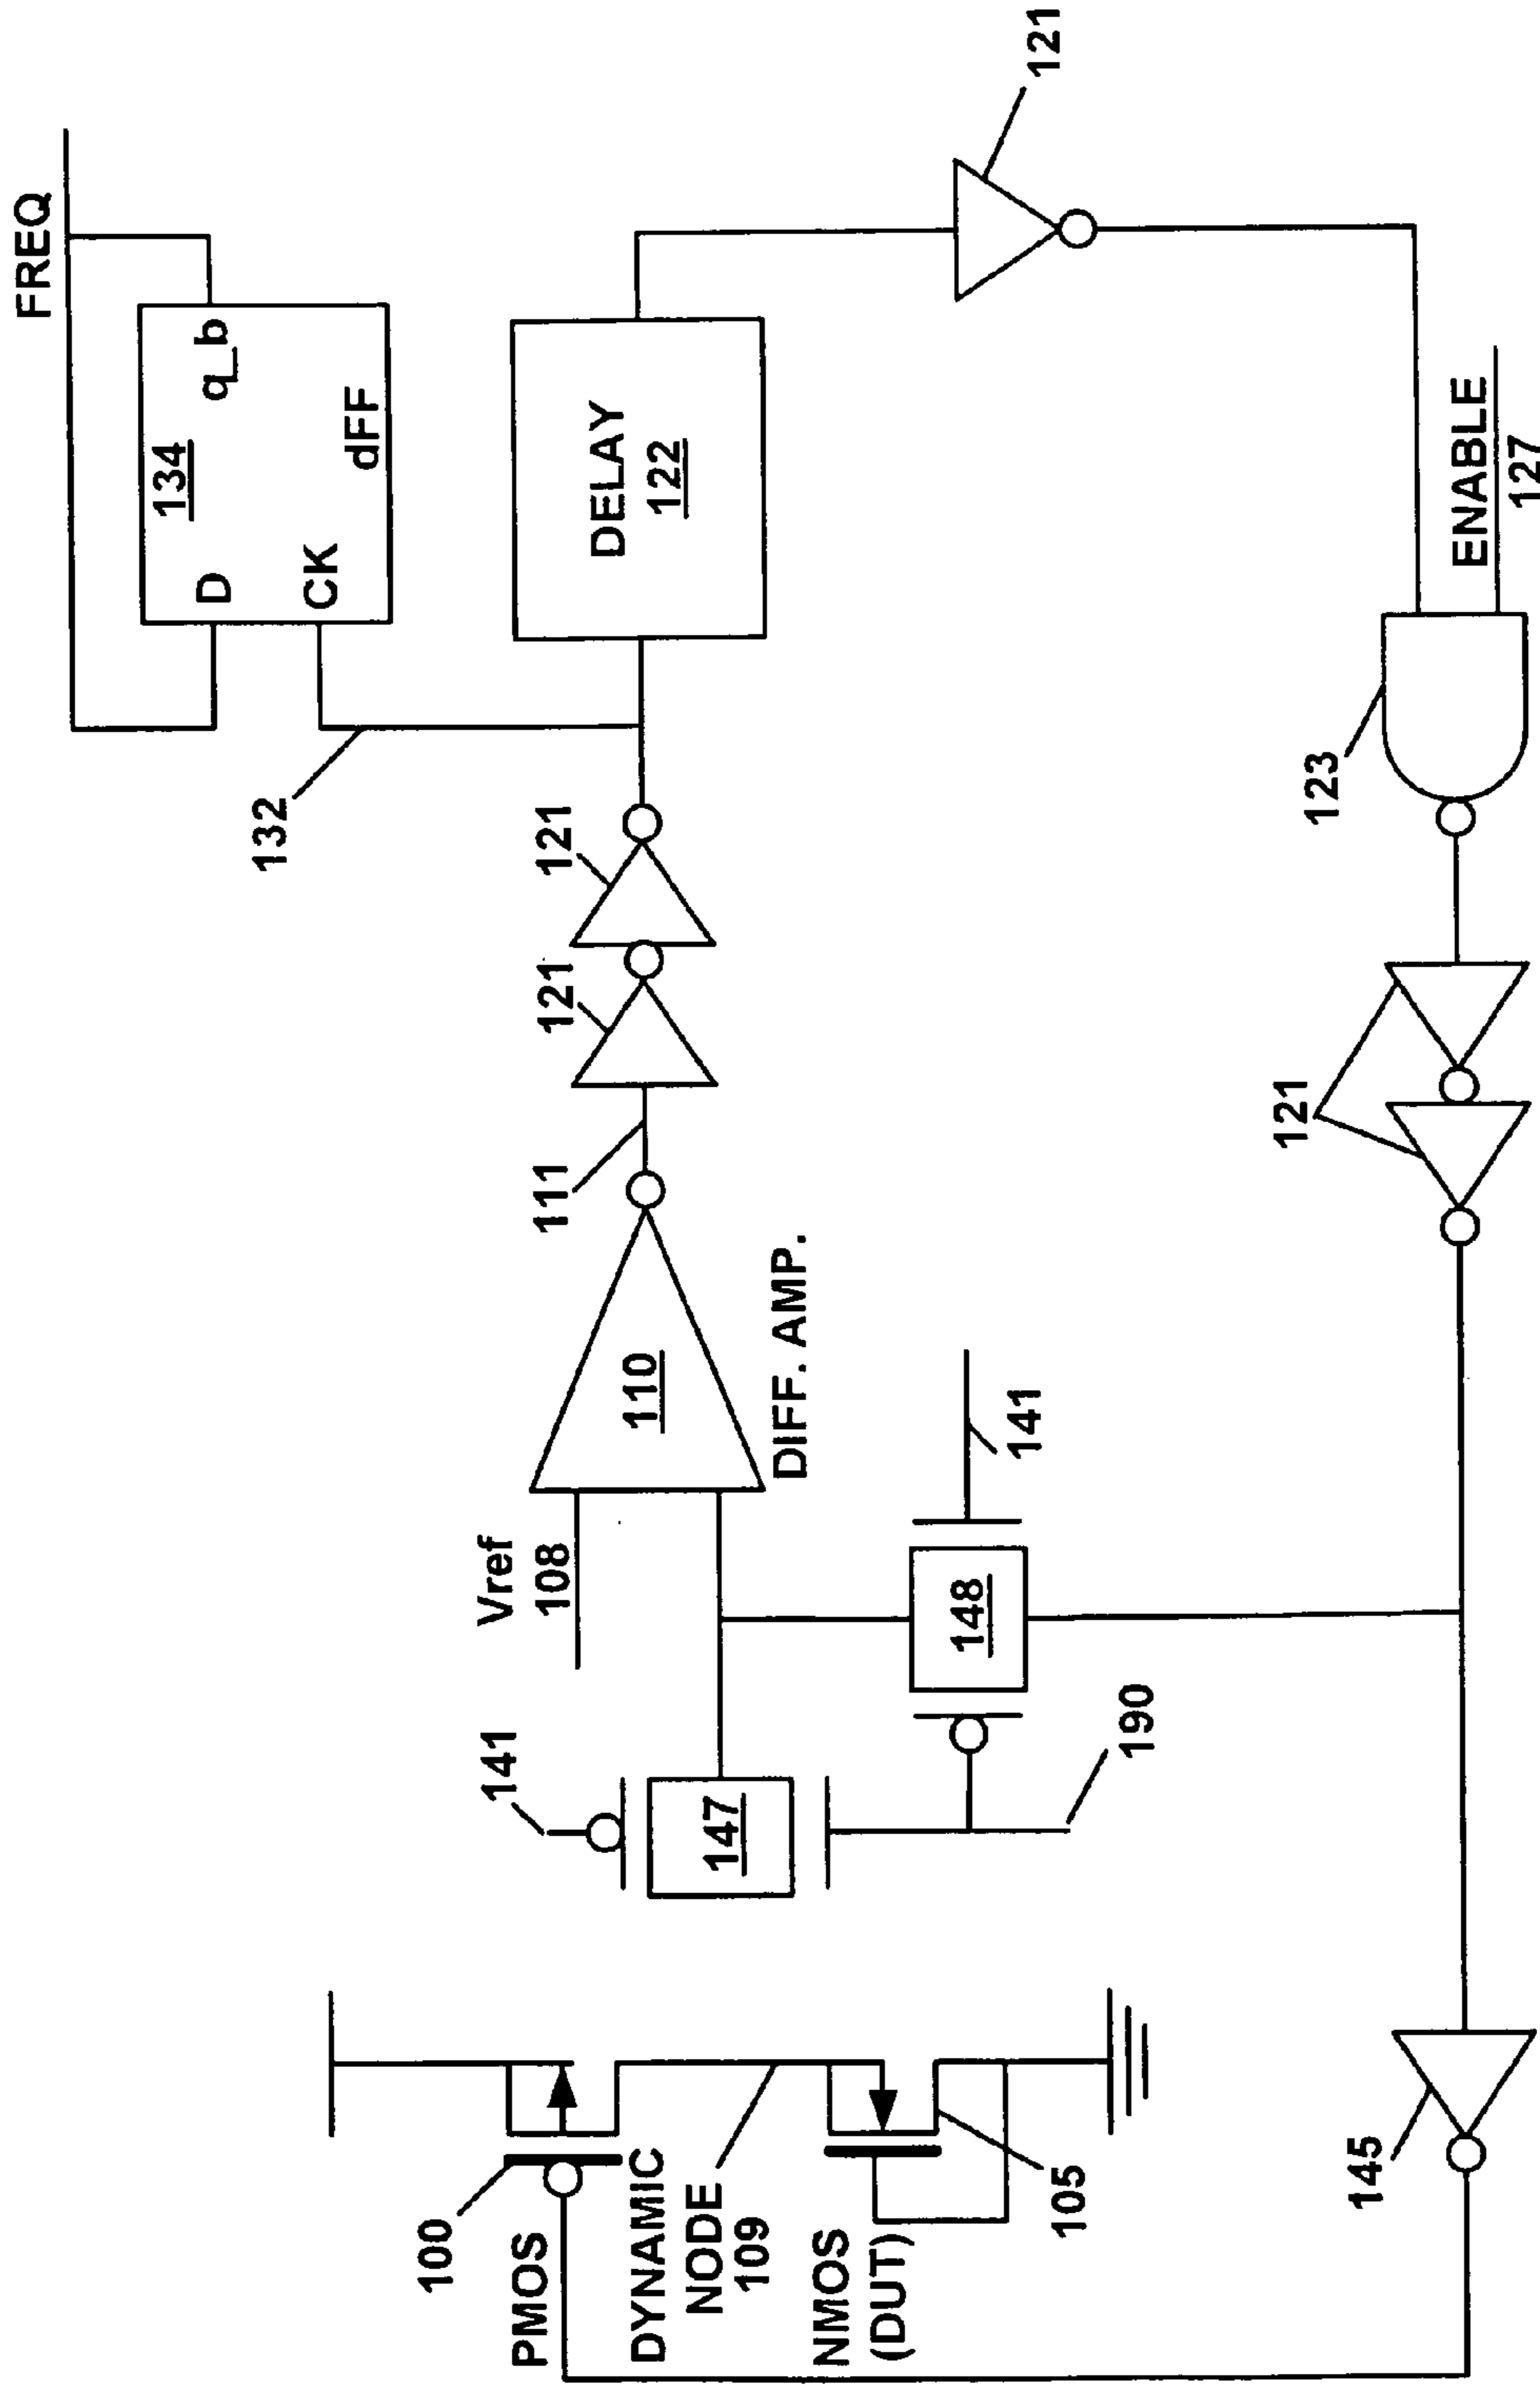 FREQ
134
D
q_b
CK
dFF
132
DELAY
122
121
121
121
111
110
DIFF. AMP.
Vref
108
141
147
148
141
190
100
PMOS
DYNAMIC
NODE
109
NMOS
(DUT)
105
145
121
123
ENABLE
127